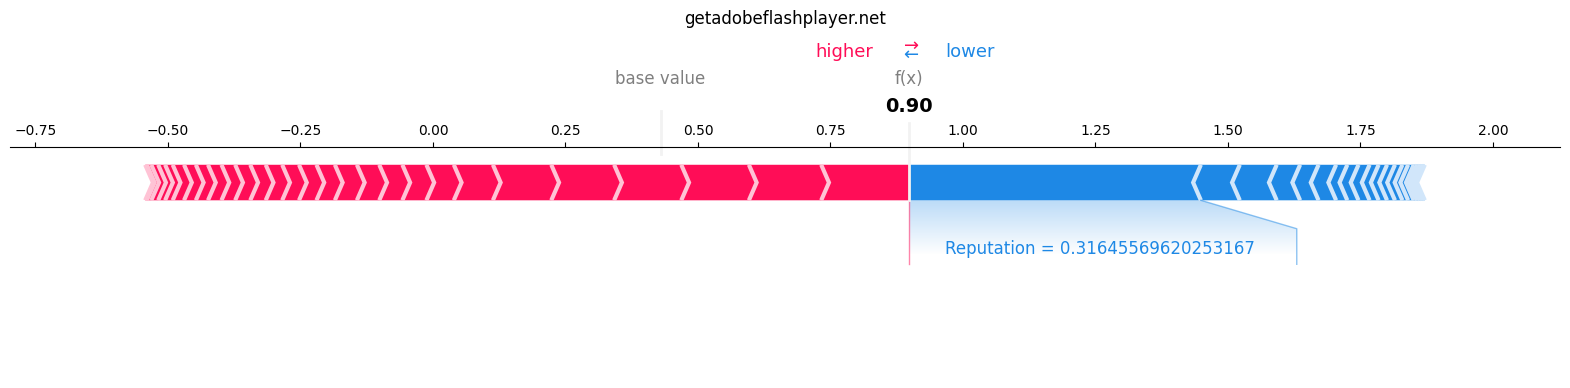 getadobeflashplayer.net
higher ⇄ lower
base value f(x)
0.90
−0.75 −0.50 −0.25 0.00 0.25 0.50 0.75 1.00 1.25 1.50 1.75 2.00
Reputation = 0.31645569620253167